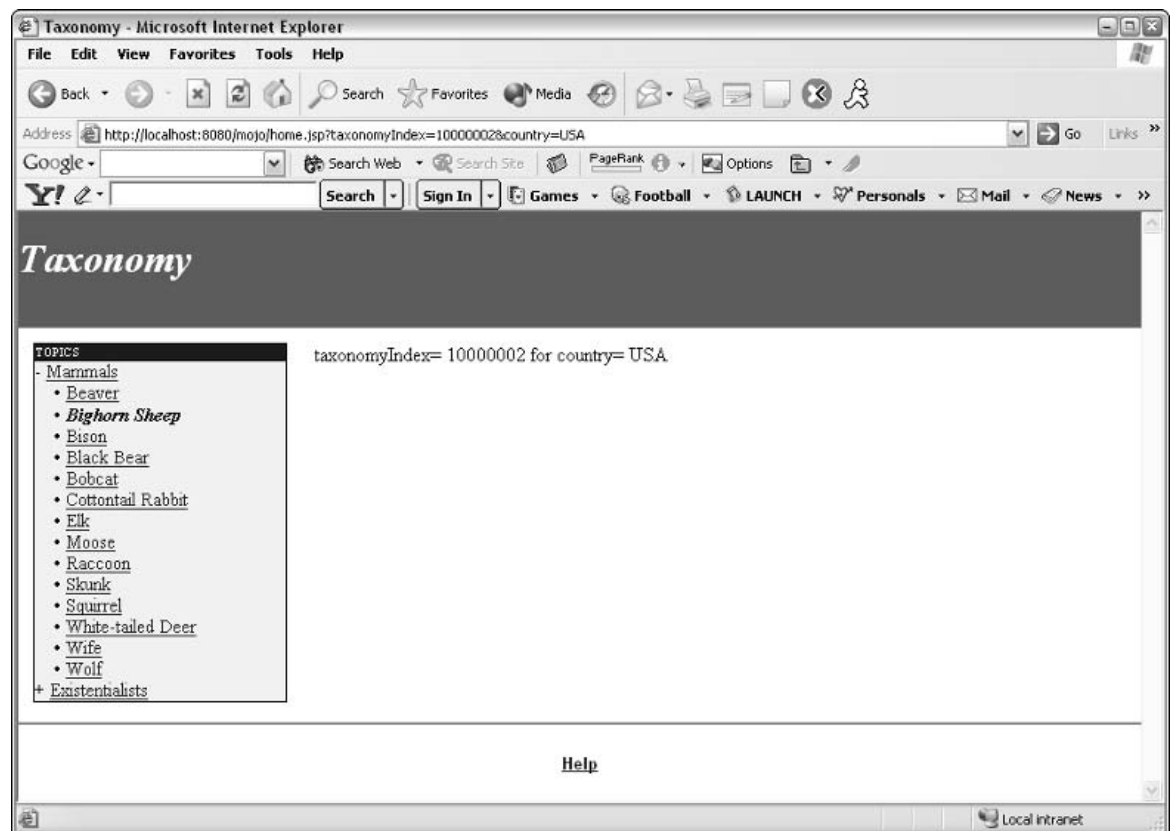 Taxonomy - Microsoft Internet Explorer
File Edit View Favorites Tools Help
Back Search Favorites Media
Address http://localhost:8080/mojo/home.jsp?taxonomyIndex=10000002&country=USA Go Links »
Google Search Web Search Site PageRank Options
Y! Search Sign In Games Football LAUNCH Personals Mail News »
Taxonomy
TOPICS
- Mammals
• Beaver
• Bighorn Sheep
• Bison
• Black Bear
• Bobcat
• Cottontail Rabbit
• Elk
• Moose
• Raccoon
• Skunk
• Squirrel
• White-tailed Deer
• Wife
• Wolf
+ Existentialists
taxonomyIndex= 10000002 for country= USA
Help
Local intranet